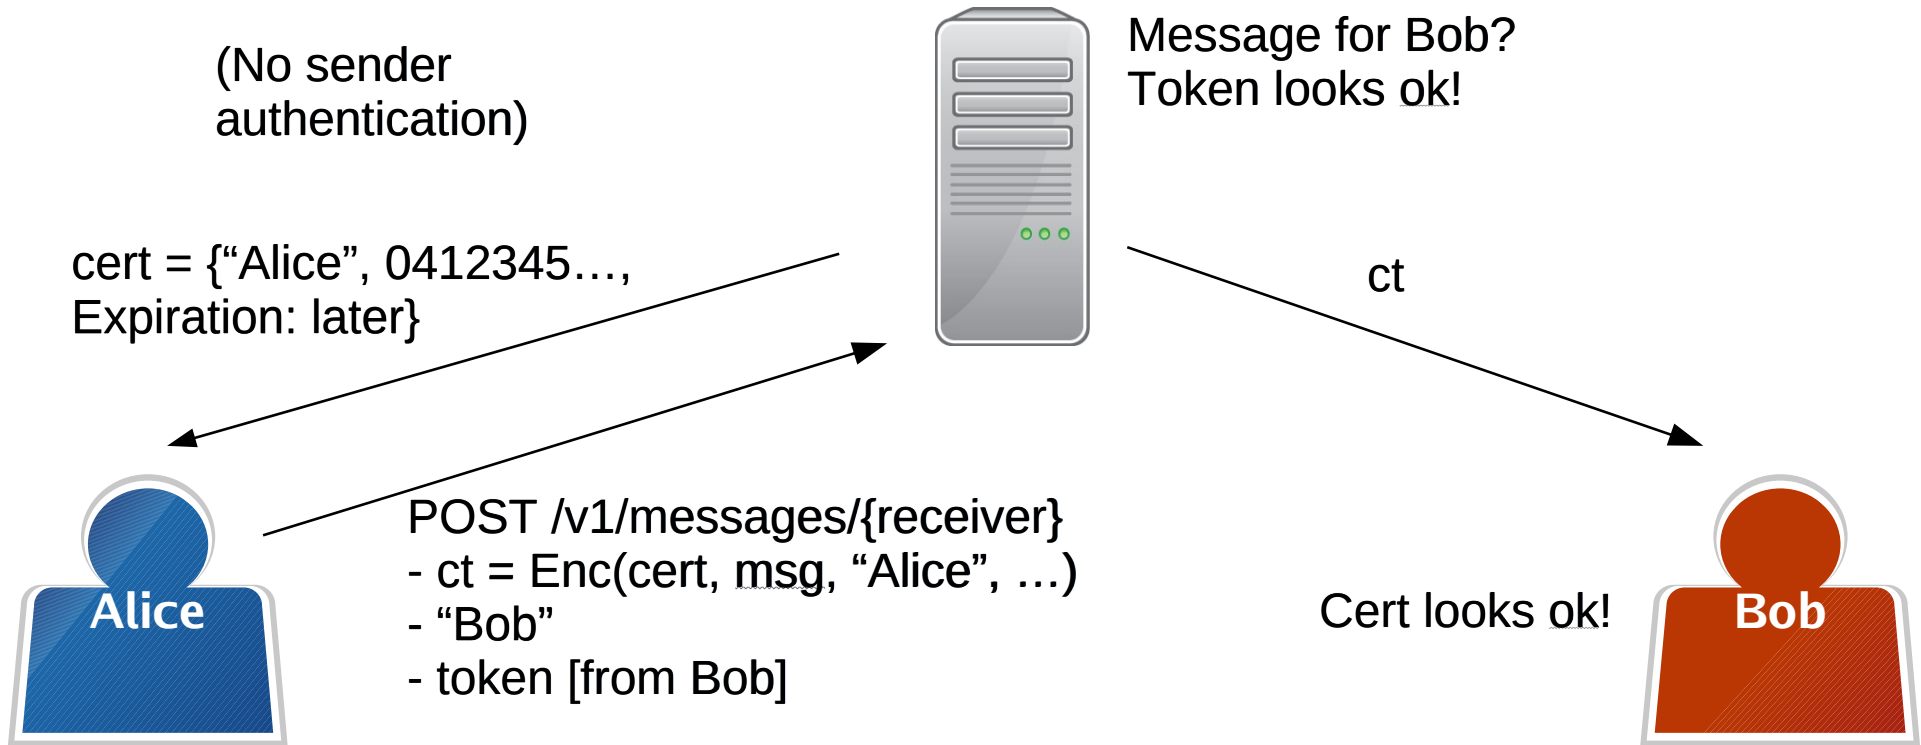 (No sender
authentication)
Message for Bob?
Token looks ok!
cert = {“Alice”, 0412345…,
Expiration: later}
ct
POST /v1/messages/{receiver}
- ct = Enc(cert, msg, “Alice”, …)
- “Bob”
- token [from Bob]
Alice
Cert looks ok!
Bob